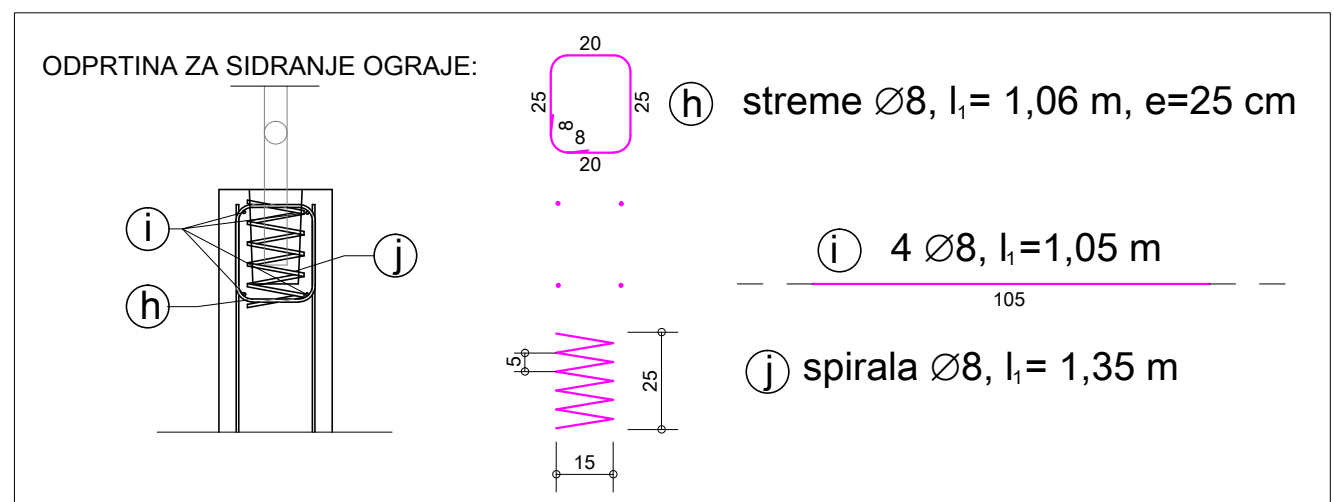 ODPRTINA ZA SIDRANJE OGRAJE:
20
25
25
8
8
20
h streme ∅8, l₁= 1,06 m, e=25 cm
i
h
j
i 4 ∅8, l₁=1,05 m
105
5
25
15
j spirala ∅8, l₁= 1,35 m